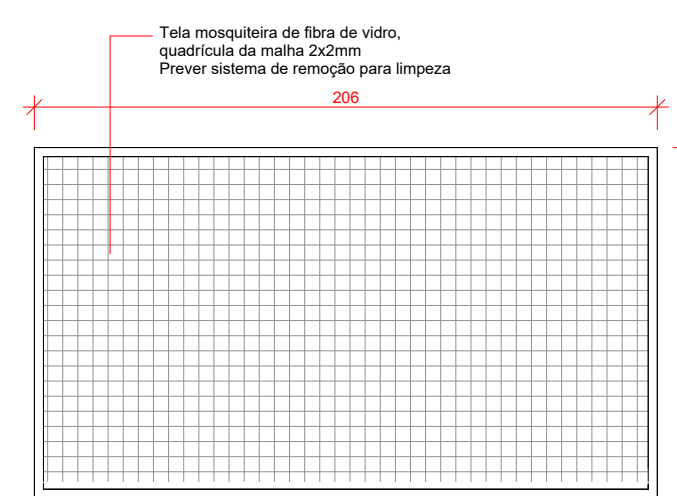 Tela mosquiteira de fibra de vidro,
quadrícula da malha 2x2mm
Prever sistema de remoção para limpeza
206